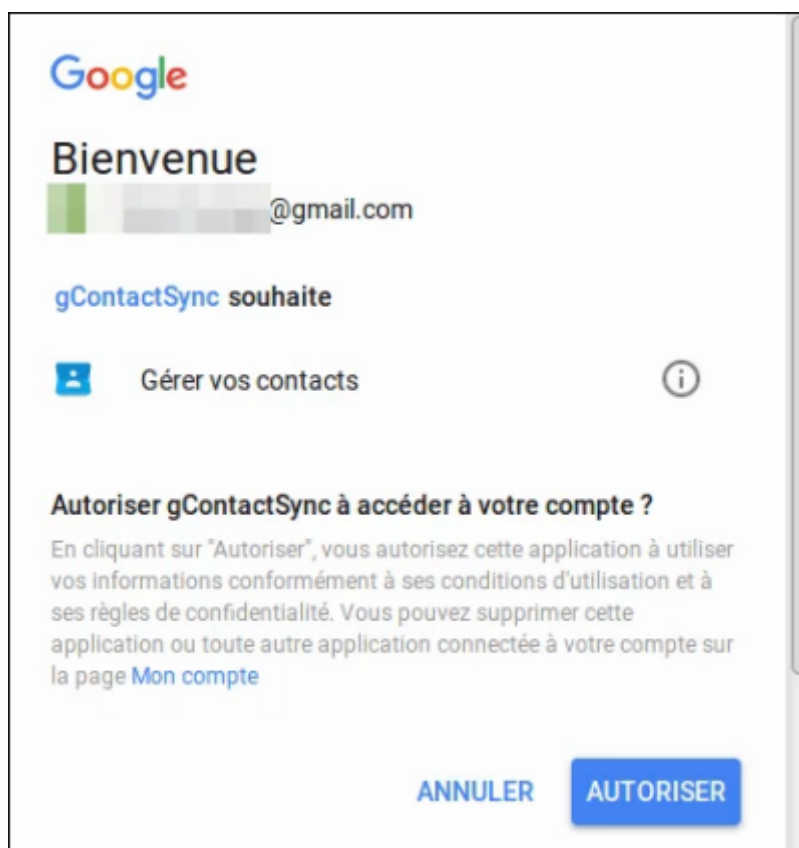 Google
Bienvenue
@gmail.com
gContactSync souhaite
Gérer vos contacts
Autoriser gContactSync à accéder à votre compte ?
En cliquant sur "Autoriser", vous autorisez cette application à utiliser
vos informations conformément à ses conditions d'utilisation et à
ses règles de confidentialité. Vous pouvez supprimer cette
application ou toute autre application connectée à votre compte sur
la page Mon compte
ANNULER AUTORISER